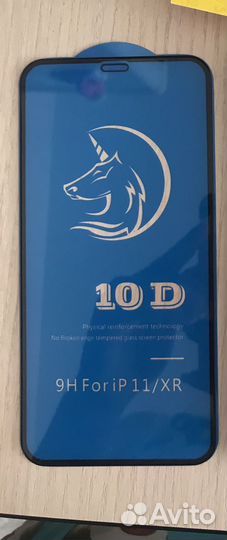 10 D
Physical reinforcement technology
No Broken edge tempered glass screen protector
9H For iP 11/XR
Avito